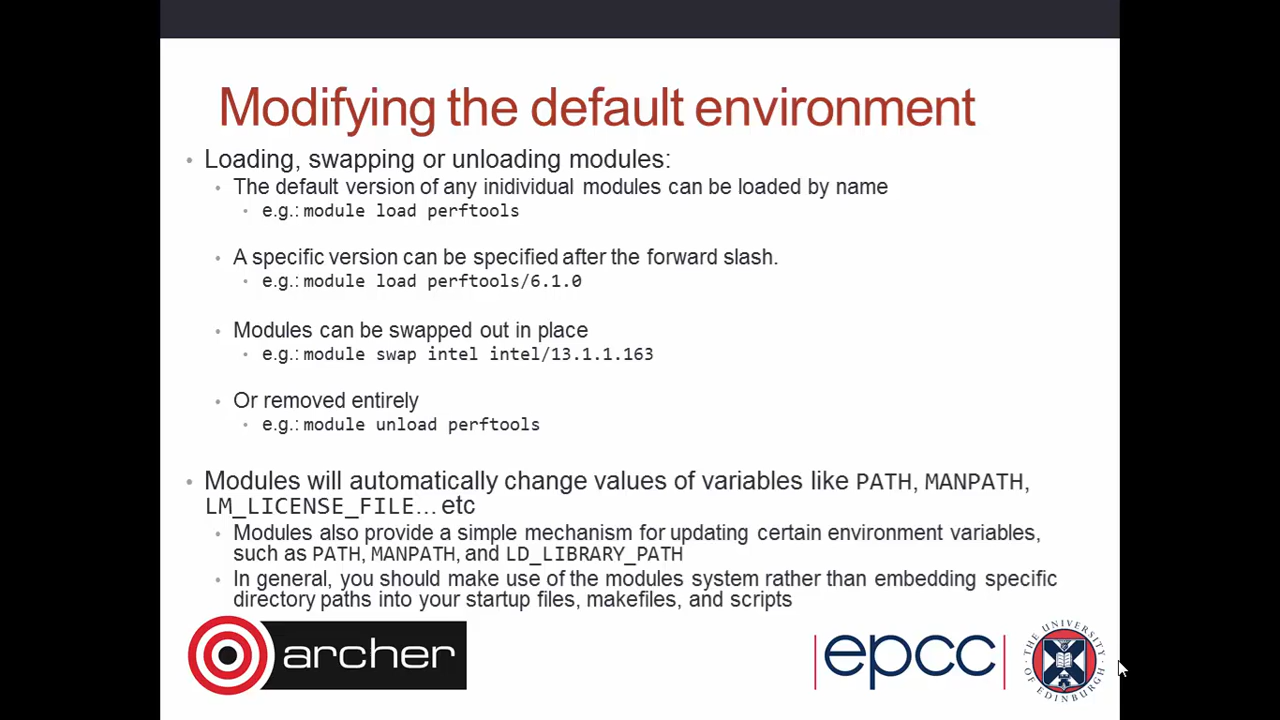 Modifying the default environment
• Loading, swapping or unloading modules:
• The default version of any inidividual modules can be loaded by name
• e.g.: module load perftools
• A specific version can be specified after the forward slash.
• e.g.: module load perftools/6.1.0
• Modules can be swapped out in place
• e.g.: module swap intel intel/13.1.1.163
• Or removed entirely
• e.g.: module unload perftools
• Modules will automatically change values of variables like PATH, MANPATH,
LM_LICENSE_FILE... etc
• Modules also provide a simple mechanism for updating certain environment variables,
such as PATH, MANPATH, and LD_LIBRARY_PATH
• In general, you should make use of the modules system rather than embedding specific
directory paths into your startup files, makefiles, and scripts
archer
epcc
THE UNIVERSITY OF EDINBURGH